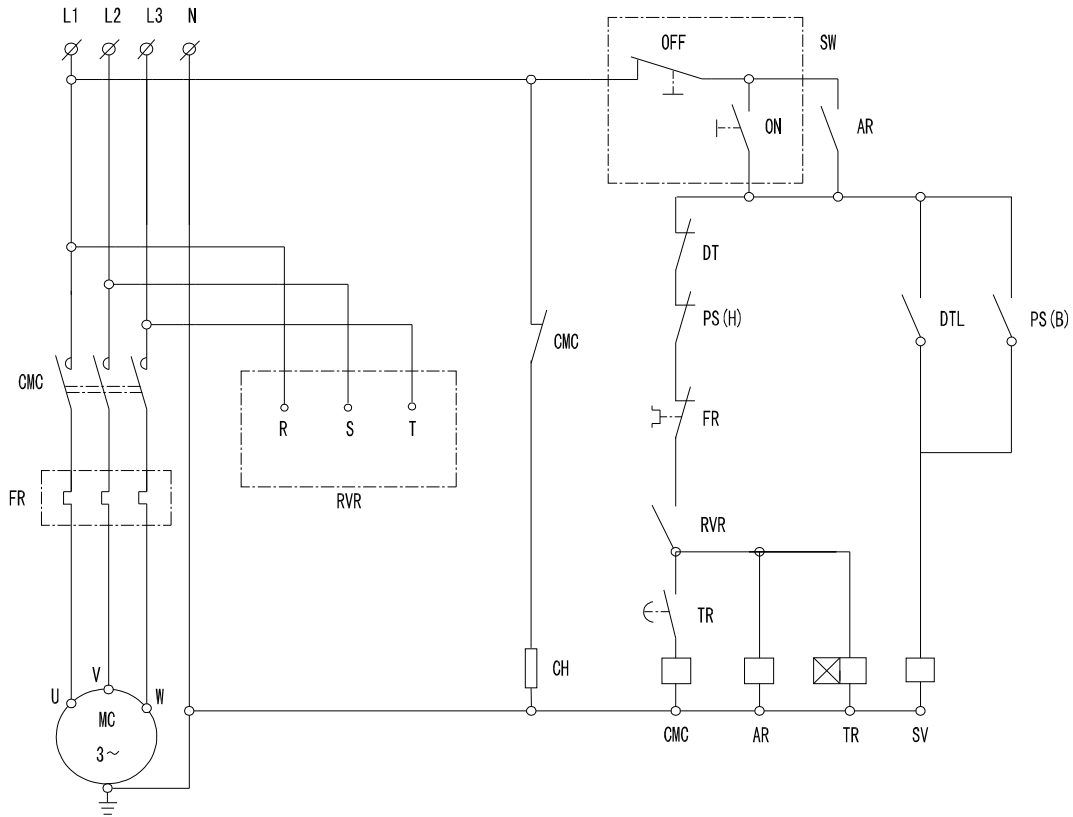 L1 L2 L3 N
OFF SW
ON AR
DT
PS(H) DTL PS(B)
CMC
CMC
R S T
FR
FR RVR
RVR
TR
CH
V
U W
MC
3~
CMC AR TR SV